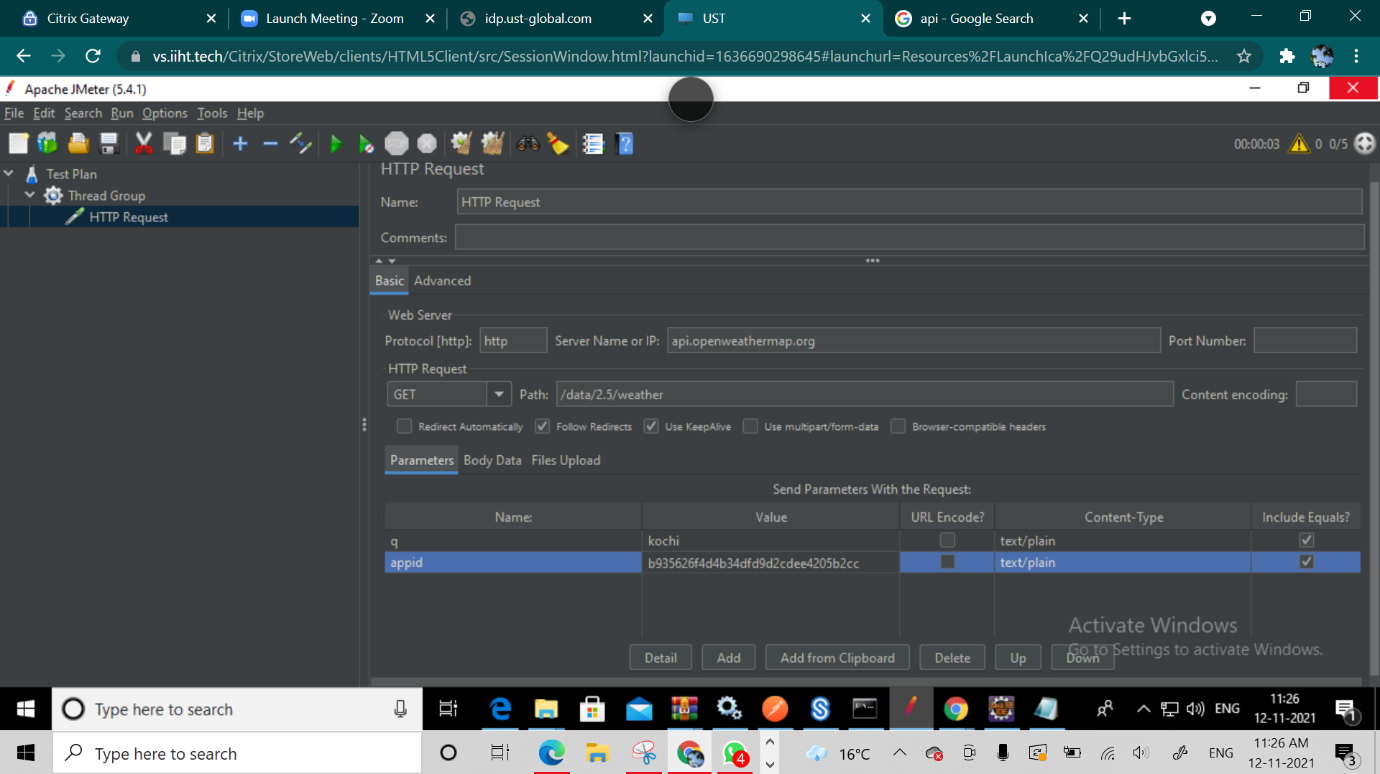 Citrix Gateway
Launch Meeting - Zoom
idp.ust-global.com
UST
api - Google Search
vs.iiht.tech/Citrix/StoreWeb/clients/HTML5Client/src/SessionWindow.html?launchid=1636690298645#launchurl=Resources%2FLaunchIca%2FQ29udHJvbGxlci5...
Apache JMeter (5.4.1)
File Edit Search Run Options Tools Help
00:00:03 0 0/5
Test Plan
Thread Group
HTTP Request
HTTP Request
Name: HTTP Request
Comments:
Basic Advanced
Web Server
Protocol [http]: http Server Name or IP: api.openweathermap.org Port Number:
HTTP Request
GET Path: /data/2.5/weather Content encoding:
Redirect Automatically Follow Redirects Use KeepAlive Use multipart/form-data Browser-compatible headers
Parameters Body Data Files Upload
Send Parameters With the Request:
Name: Value URL Encode? Content-Type Include Equals?
q kochi text/plain
appid b935626f4d4b34dfd9d2cdee4205b2cc text/plain
Activate Windows
Go to Settings to activate Windows.
Detail Add Add from Clipboard Delete Up Down
Type here to search
ENG
11:26
12-11-2021
1
Type here to search
4
16°C
ENG
11:26 AM
12-11-2021
3